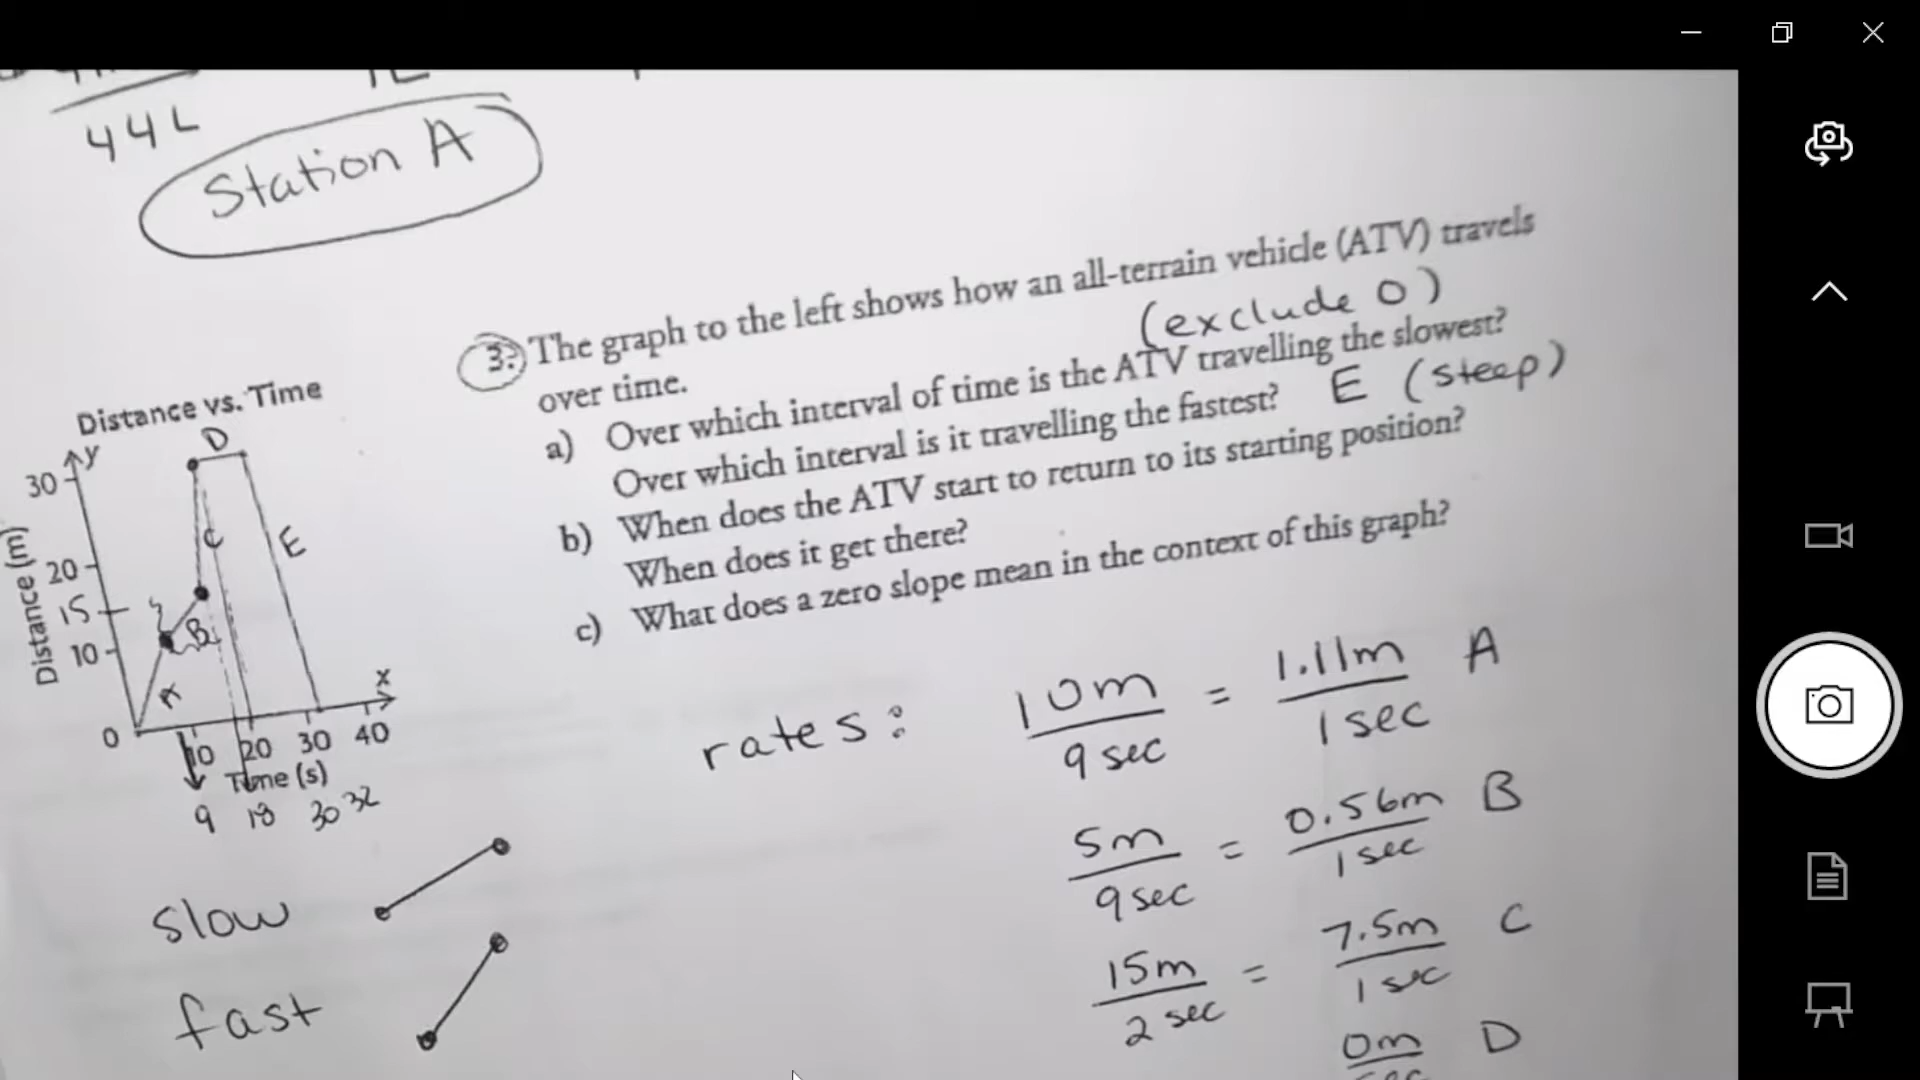 44L
Station A
3. The graph to the left shows how an all-terrain vehicle (ATV) travels
over time.
(exclude 0)
a) Over which interval of time is the ATV travelling the slowest?
Over which interval is it travelling the fastest? E (steep)
b) When does the ATV start to return to its starting position?
When does it get there?
c) What does a zero slope mean in the context of this graph?
Distance vs. Time
y
D
30
C
E
20
15
B
10
A
x
0
10 20 30 40
Time (s)
9 18 30 32
Distance (m)
slow
fast
rates: 10m = 1.11m A
9 sec 1 sec
5m = 0.56m B
9 sec 1 sec
15m = 7.5m C
2 sec 1 sec
0m D